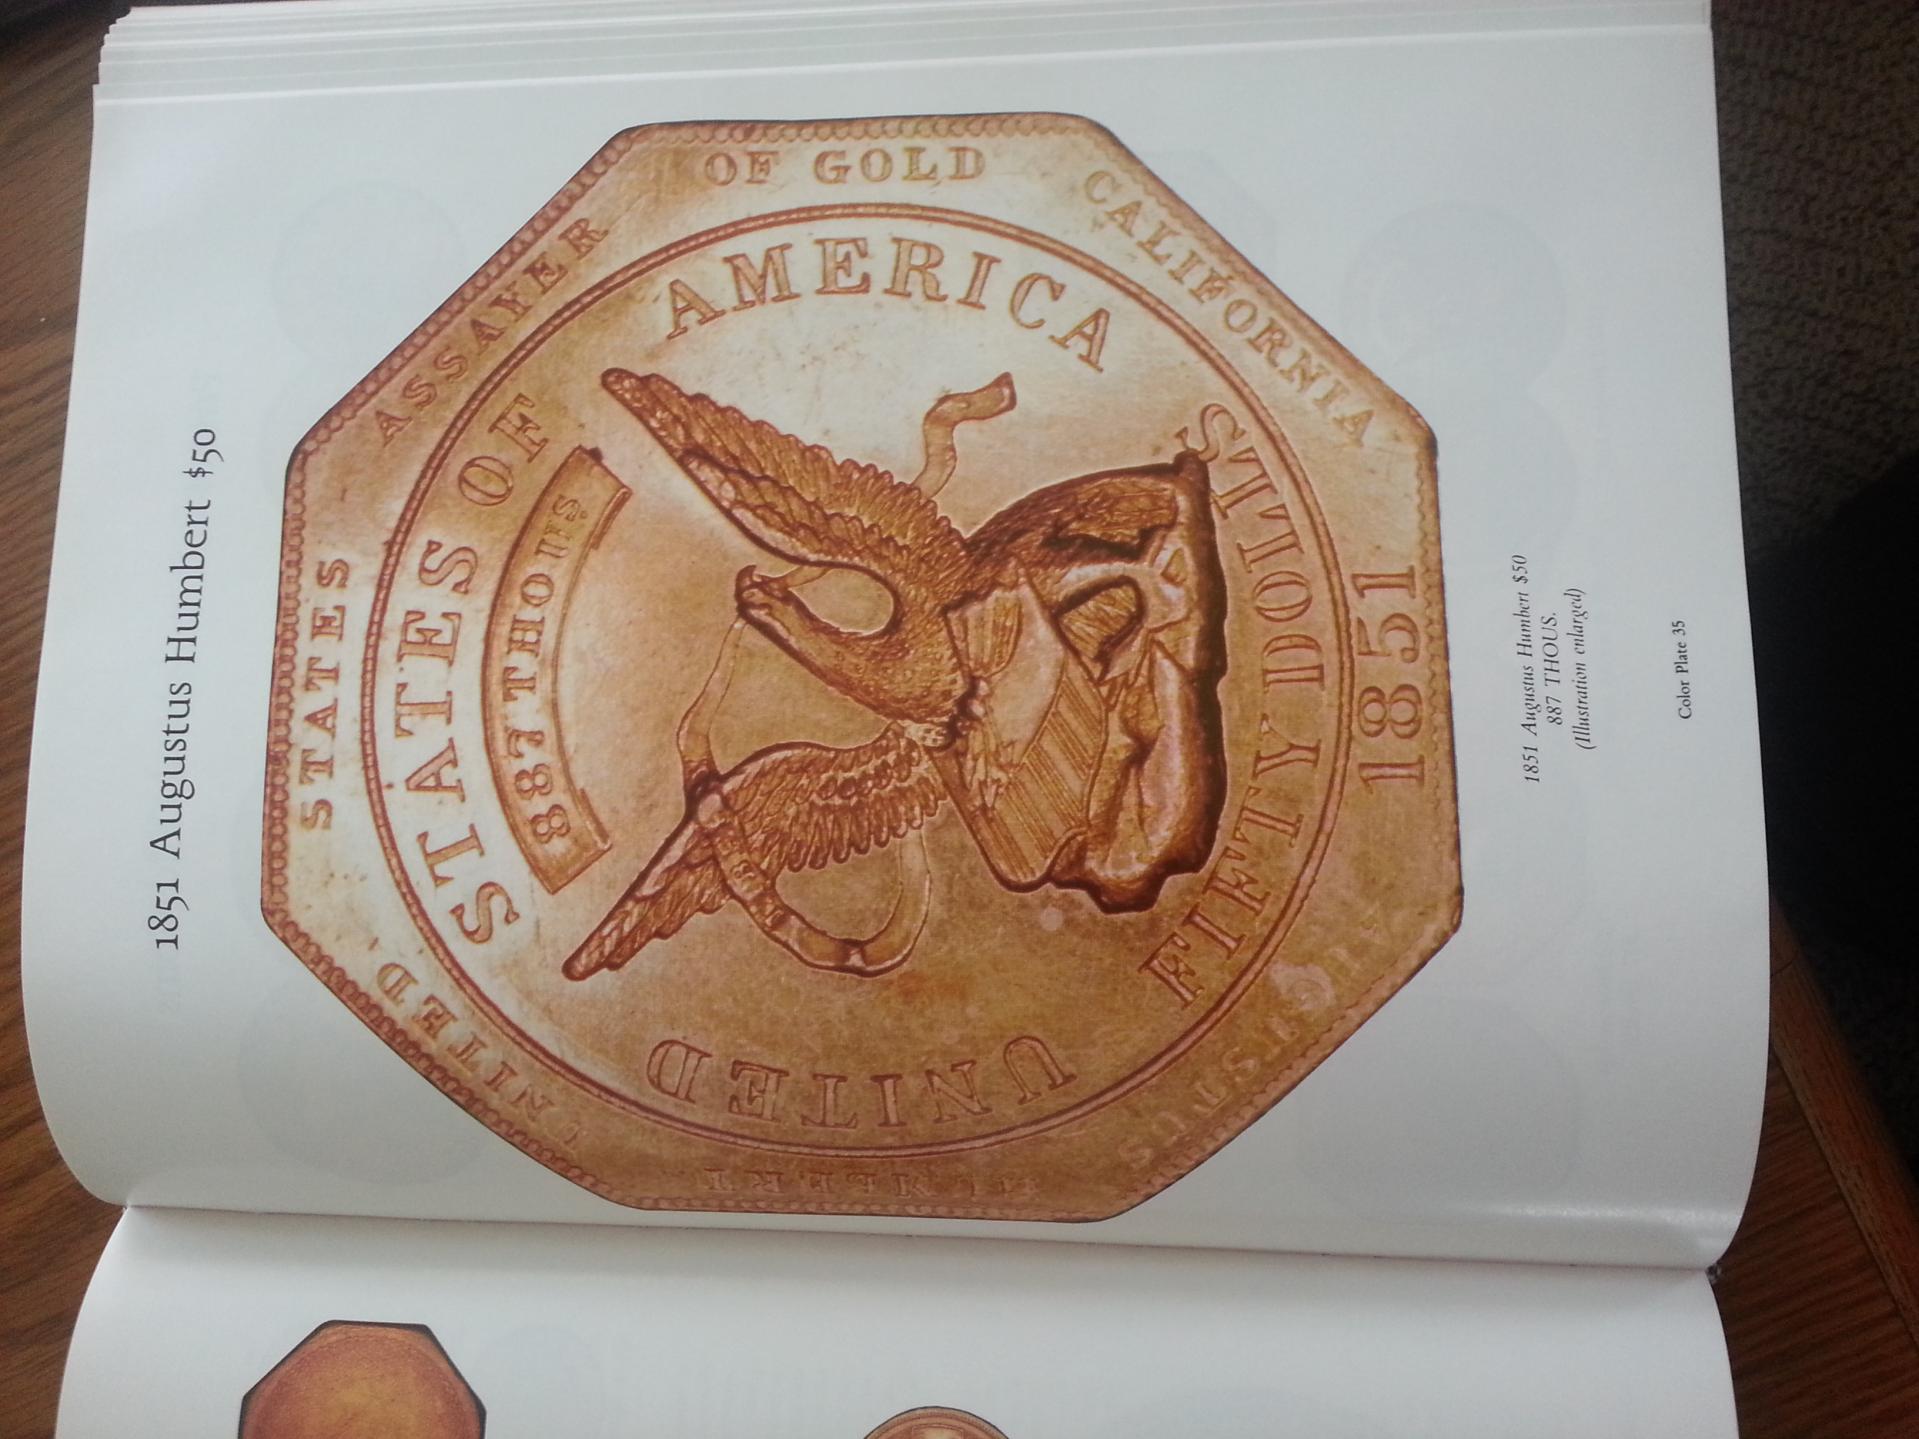 1851 Augustus Humbert $50
AUGUSTUS
HUMBERT
UNITED
STATES
ASSAYER
OF GOLD
CALIFORNIA
1851
UNITED STATES OF AMERICA
887 THOUS.
FIFTY DOLLS
1851 Augustus Humbert $50
887 THOUS.
(Illustration enlarged)
Color Plate 35